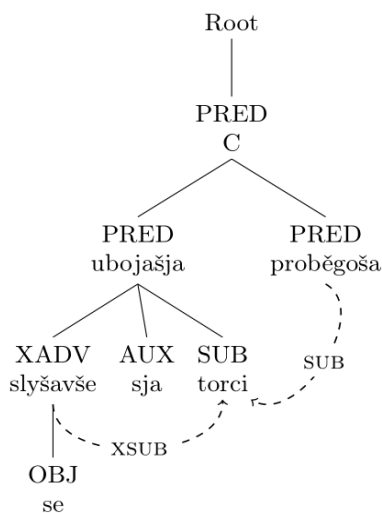 Root
PRED
C
PRED PRED
ubojašja proběgoša
XADV AUX SUB
slyšavše sja torci
SUB
XSUB
OBJ
se